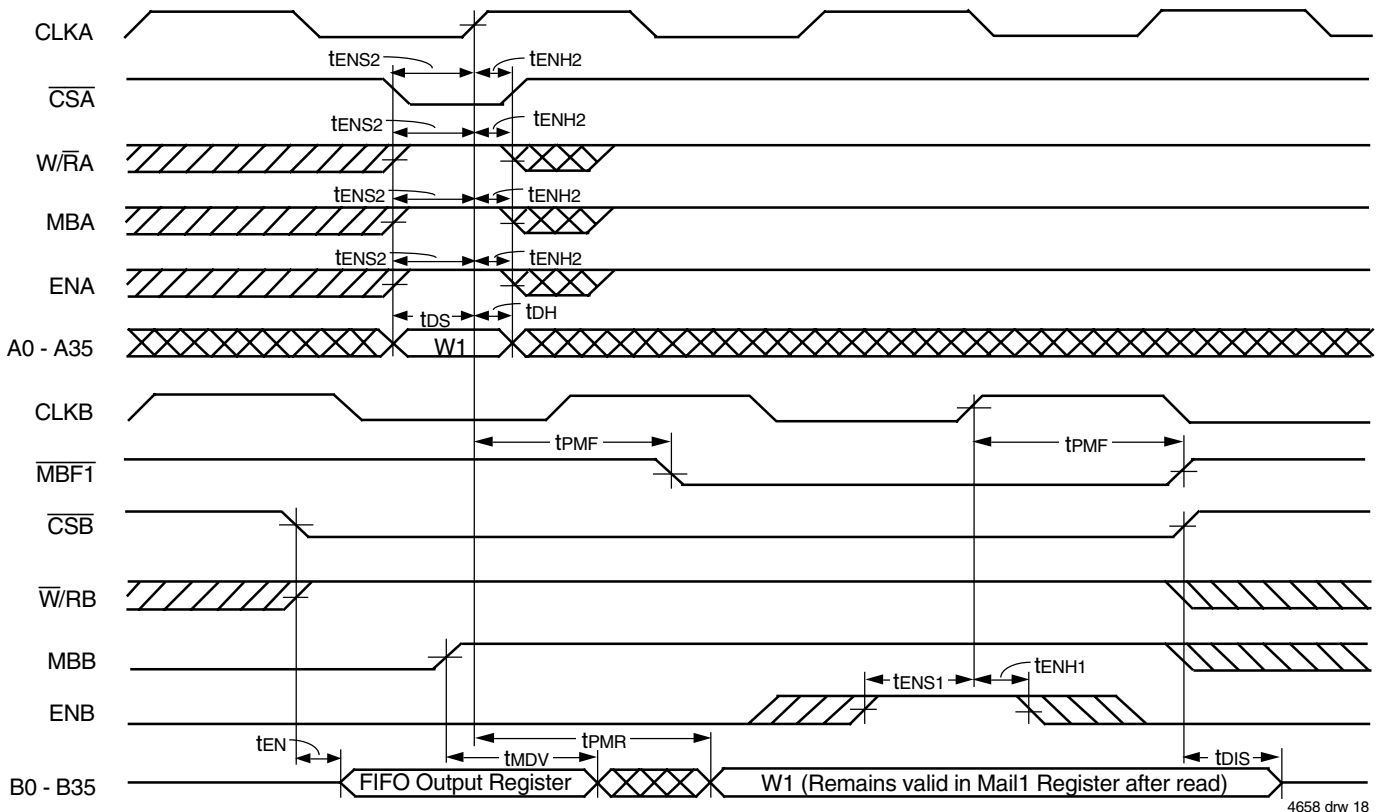 CLKA
tENS2 tENH2
CSA
tENS2 tENH2
W/RA
tENS2 tENH2
MBA
tENS2 tENH2
ENA
tDS tDH
A0 - A35 W1
CLKB
tPMF tPMF
MBF1
CSB
W/RB
MBB
tENS1 tENH1
ENB
tEN tMDV tPMR tDIS
B0 - B35 FIFO Output Register W1 (Remains valid in Mail1 Register after read)
4658 drw 18